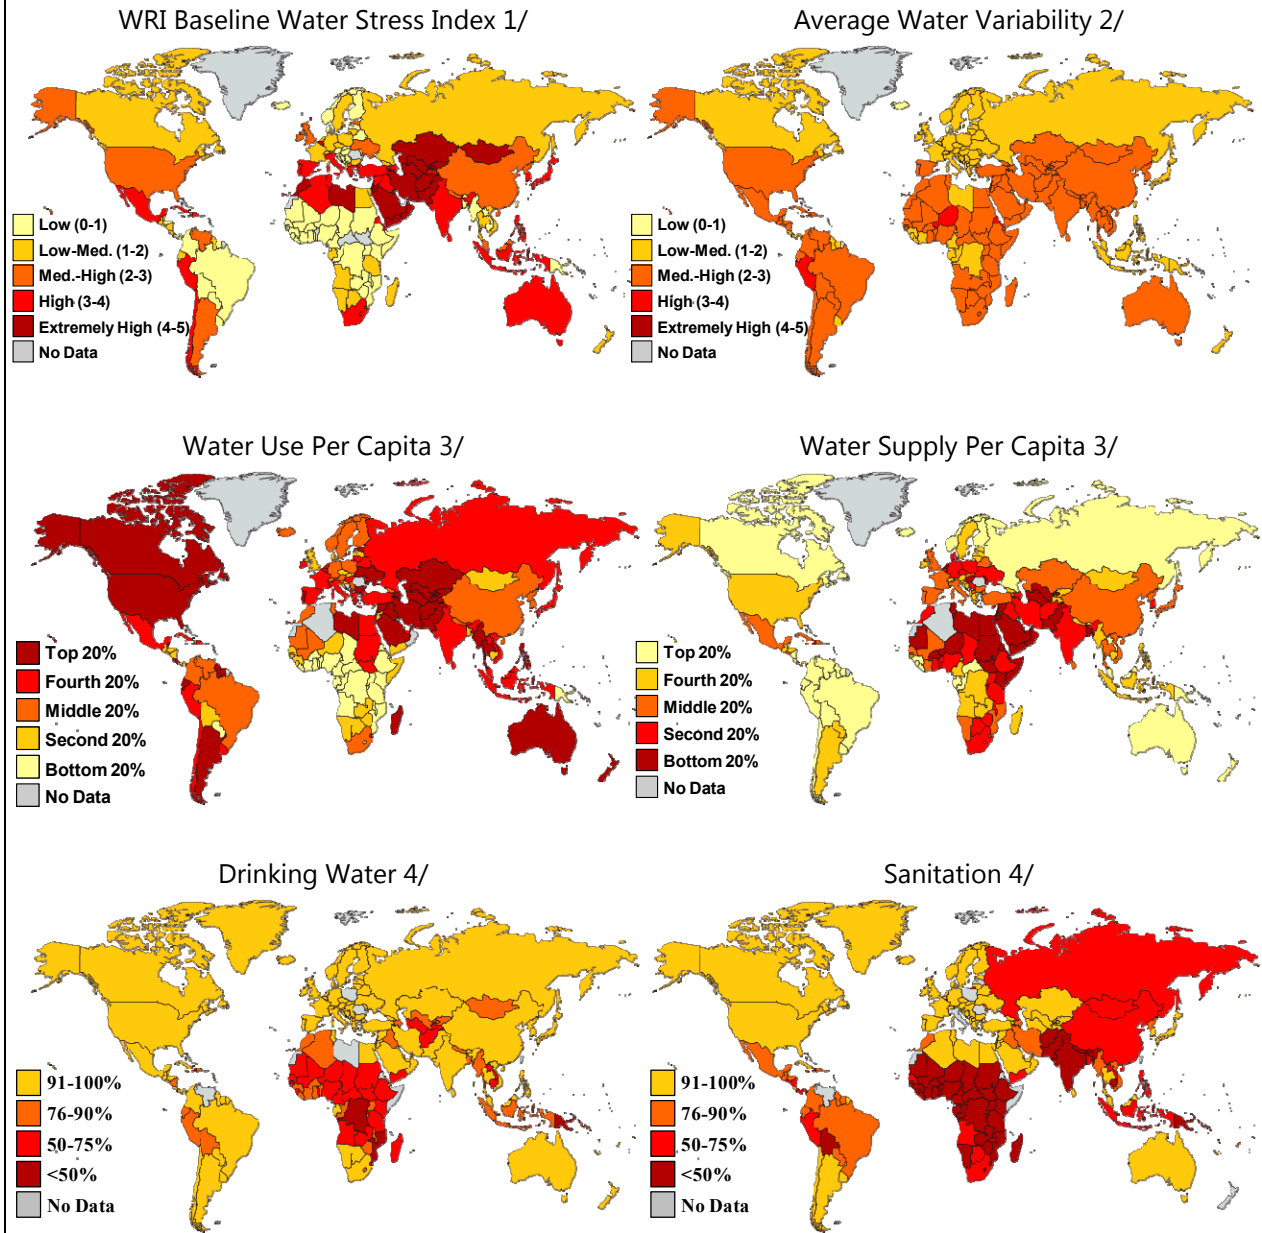 WRI Baseline Water Stress Index 1/
Low (0-1)
Low-Med. (1-2)
Med.-High (2-3)
High (3-4)
Extremely High (4-5)
No Data
Average Water Variability 2/
Low (0-1)
Low-Med. (1-2)
Med.-High (2-3)
High (3-4)
Extremely High (4-5)
No Data
Water Use Per Capita 3/
Top 20%
Fourth 20%
Middle 20%
Second 20%
Bottom 20%
No Data
Water Supply Per Capita 3/
Top 20%
Fourth 20%
Middle 20%
Second 20%
Bottom 20%
No Data
Drinking Water 4/
91-100%
76-90%
50-75%
<50%
No Data
Sanitation 4/
91-100%
76-90%
50-75%
<50%
No Data